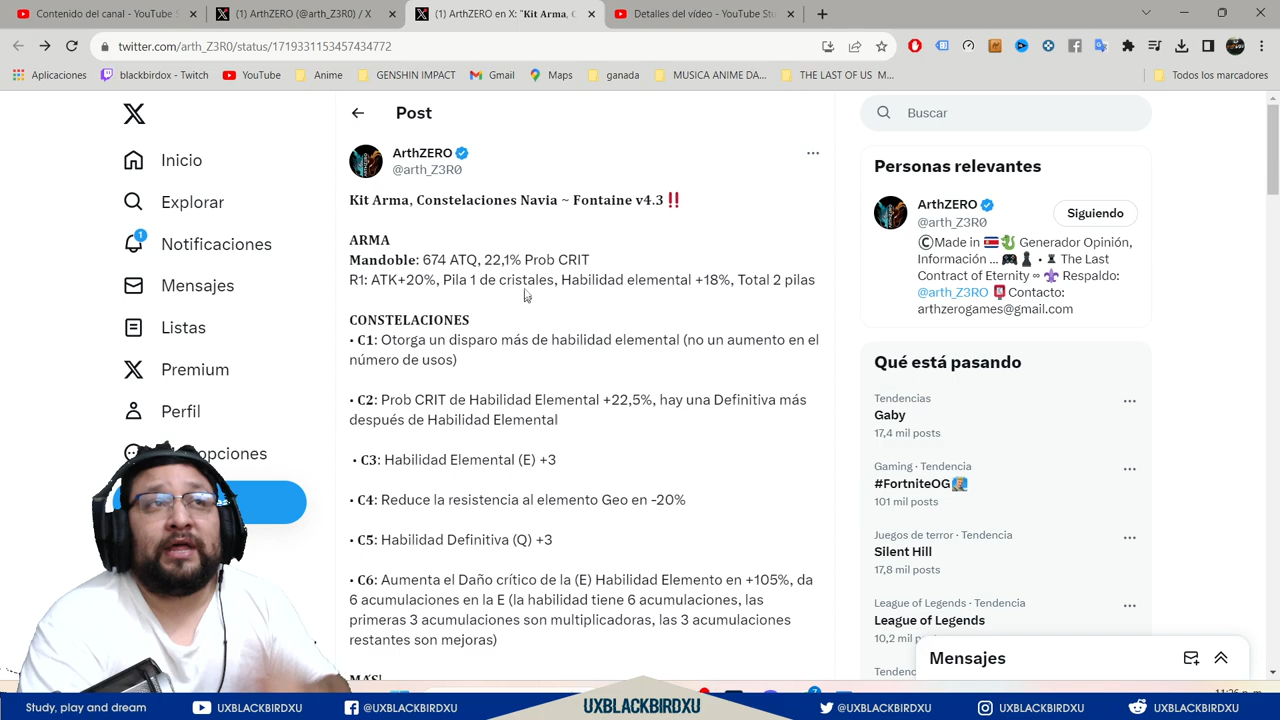 Contenido del canal - YouTube S
(1) ArthZERO (@arth_Z3R0) / X
(1) ArthZERO en X: "Kit Arma, C
Detalles del vídeo - YouTube Stu
twitter.com/arth_Z3R0/status/1719331153457434772
Aplicaciones
blackbirdox - Twitch
YouTube
Anime
GENSHIN IMPACT
Gmail
Maps
ganada
MUSICA ANIME DA...
THE LAST OF US M...
Todos los marcadores
Inicio
Explorar
1
Notificaciones
Mensajes
Listas
Premium
Perfil
opciones
Post
ArthZERO
@arth_Z3R0
Kit Arma, Constelaciones Navia ~ Fontaine v4.3 ‼️
ARMA
Mandoble: 674 ATQ, 22,1% Prob CRIT
R1: ATK+20%, Pila 1 de cristales, Habilidad elemental +18%, Total 2 pilas
CONSTELACIONES
• C1: Otorga un disparo más de habilidad elemental (no un aumento en el
número de usos)
• C2: Prob CRIT de Habilidad Elemental +22,5%, hay una Definitiva más
después de Habilidad Elemental
• C3: Habilidad Elemental (E) +3
• C4: Reduce la resistencia al elemento Geo en -20%
• C5: Habilidad Definitiva (Q) +3
• C6: Aumenta el Daño crítico de la (E) Habilidad Elemento en +105%, da
6 acumulaciones en la E (la habilidad tiene 6 acumulaciones, las
primeras 3 acumulaciones son multiplicadoras, las 3 acumulaciones
restantes son mejoras)
MÁS!
Buscar
Personas relevantes
ArthZERO
@arth_Z3R0
Siguiendo
©Made in 🇨🇷🐉 Generador Opinión,
Información ... 🎮♟️ • ♜ The Last
Contract of Eternity ∞ ⚜️ Respaldo:
@arth_ZER0 📮Contacto:
arthzerogames@gmail.com
Qué está pasando
Tendencias
Gaby
17,4 mil posts
Gaming · Tendencia
#FortniteOG
101 mil posts
Juegos de terror · Tendencia
Silent Hill
17,8 mil posts
League of Legends · Tendencia
League of Legends
10,2 mil p
Tendenc
Mensajes
Study, play and dream
UXBLACKBIRDXU
@UXBLACKBIRDXU
UXBLACKBIRDXU
@UXBLACKBIRDXU
UXBLACKBIRDXU
UXBLACKBIRDXU